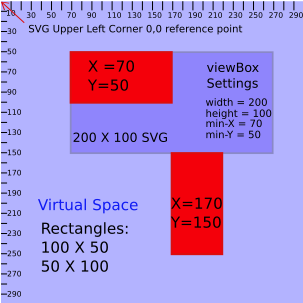 10 30 50 70 90 110 130 150 170 190 210 230 250 270 290
SVG Upper Left Corner 0,0 reference point
30
50
70
90
110
130
150
170
190
210
230
250
270
290
X =70
Y=50
viewBox
Settings
width = 200
height = 100
min-X = 70
min-Y = 50
200 X 100 SVG
X=170
Y=150
Virtual Space
Rectangles:
100 X 50
50 X 100